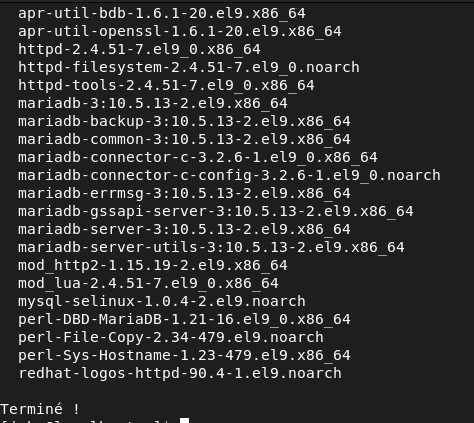 apr-util-bdb-1.6.1-20.el9.x86_64
apr-util-openssl-1.6.1-20.el9.x86_64
httpd-2.4.51-7.el9_0.x86_64
httpd-filesystem-2.4.51-7.el9_0.noarch
httpd-tools-2.4.51-7.el9_0.x86_64
mariadb-3:10.5.13-2.el9.x86_64
mariadb-backup-3:10.5.13-2.el9.x86_64
mariadb-common-3:10.5.13-2.el9.x86_64
mariadb-connector-c-3.2.6-1.el9_0.x86_64
mariadb-connector-c-config-3.2.6-1.el9_0.noarch
mariadb-errmsg-3:10.5.13-2.el9.x86_64
mariadb-gssapi-server-3:10.5.13-2.el9.x86_64
mariadb-server-3:10.5.13-2.el9.x86_64
mariadb-server-utils-3:10.5.13-2.el9.x86_64
mod_http2-1.15.19-2.el9.x86_64
mod_lua-2.4.51-7.el9_0.x86_64
mysql-selinux-1.0.4-2.el9.noarch
perl-DBD-MariaDB-1.21-16.el9_0.x86_64
perl-File-Copy-2.34-479.el9.noarch
perl-Sys-Hostname-1.23-479.el9.x86_64
redhat-logos-httpd-90.4-1.el9.noarch
Terminé !